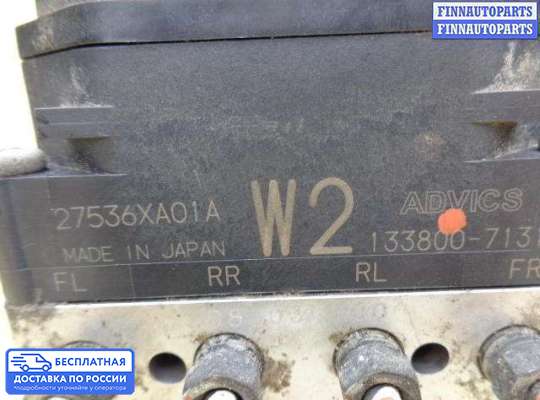 FINNAUTOPARTS
FINNAUTOPARTS
27536XA01A W2 ADVICS
MADE IN JAPAN 133800-713
FL RR RL FR
БЕСПЛАТНАЯ
ДОСТАВКА ПО РОССИИ